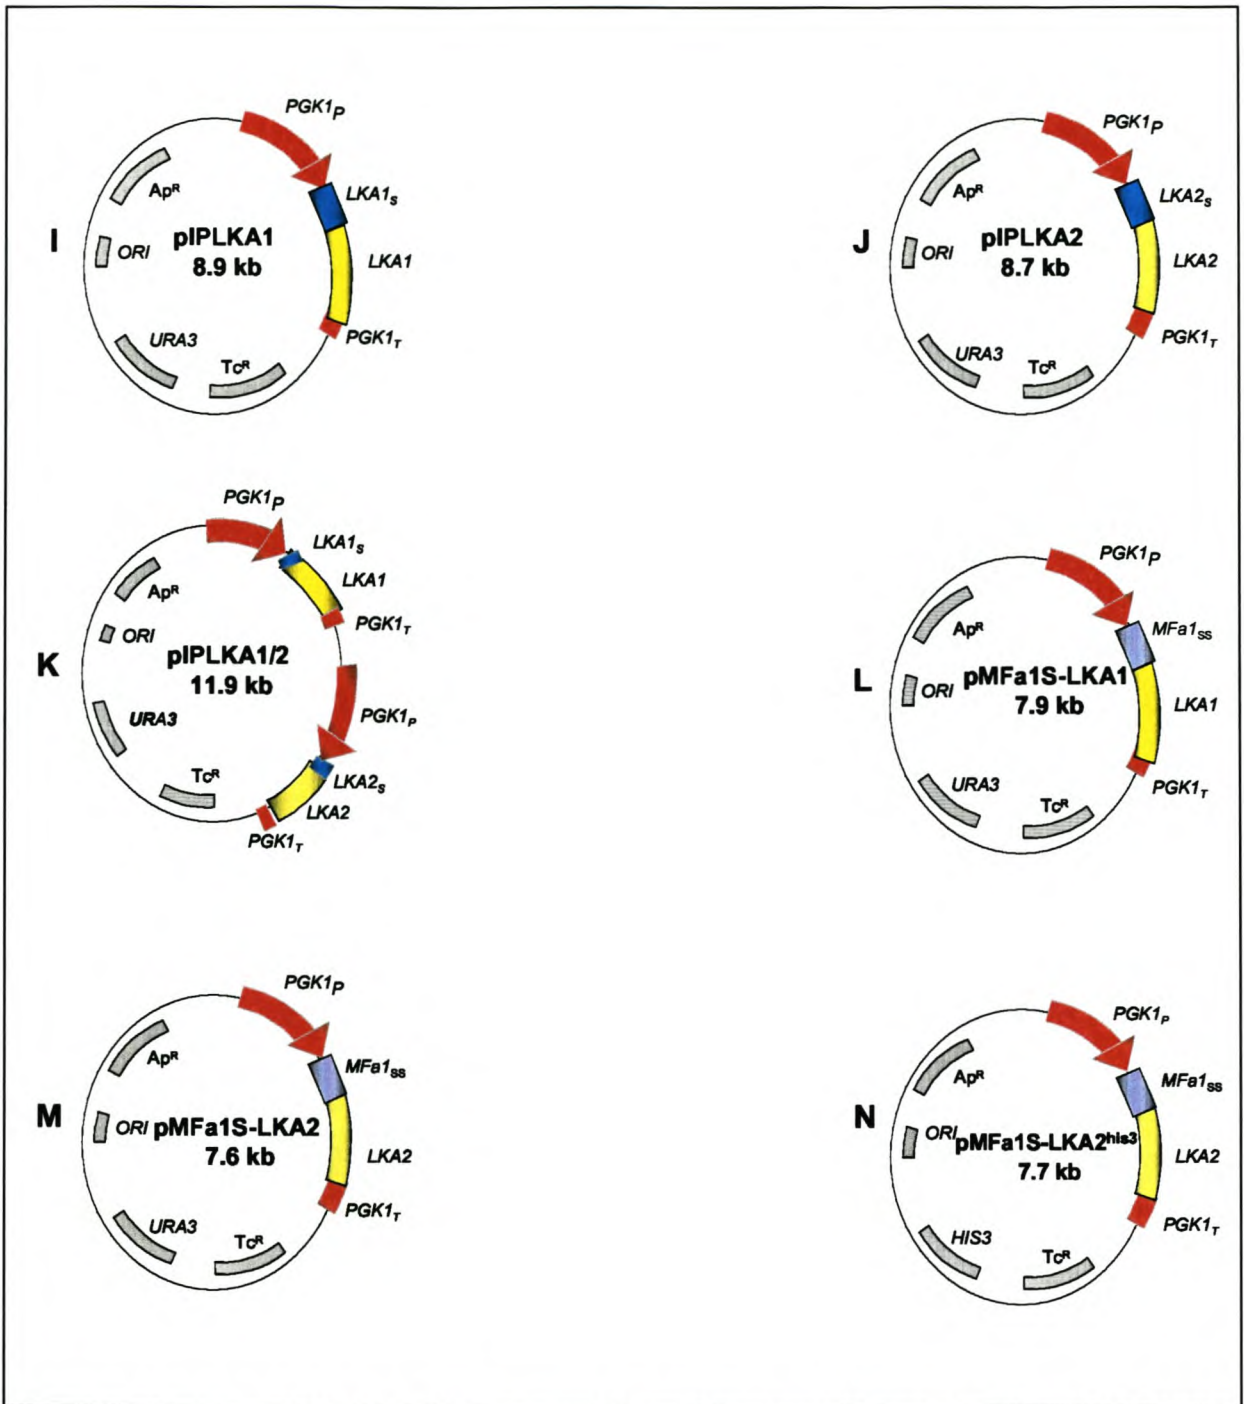 I
PGK1P
ApR
LKA1S
pIPLKA1
ORI
8.9 kb
LKA1
URA3
PGK1T
TcR
J
PGK1P
ApR
LKA2S
pIPLKA2
ORI
8.7 kb
LKA2
URA3
PGK1T
TcR
K
PGK1P
LKA1S
ApR
LKA1
PGK1T
ORI
pIPLKA1/2
11.9 kb
URA3
PGK1P
TcR
LKA2S
LKA2
PGK1T
L
PGK1P
ApR
MFa1SS
pMFa1S-LKA1
ORI
7.9 kb
LKA1
URA3
PGK1T
TcR
M
PGK1P
ApR
MFa1SS
ORI
pMFa1S-LKA2
7.6 kb
LKA2
URA3
PGK1T
TcR
N
PGK1P
ApR
MFa1SS
ORI
pMFa1S-LKA2his3
7.7 kb
LKA2
HIS3
PGK1T
TcR